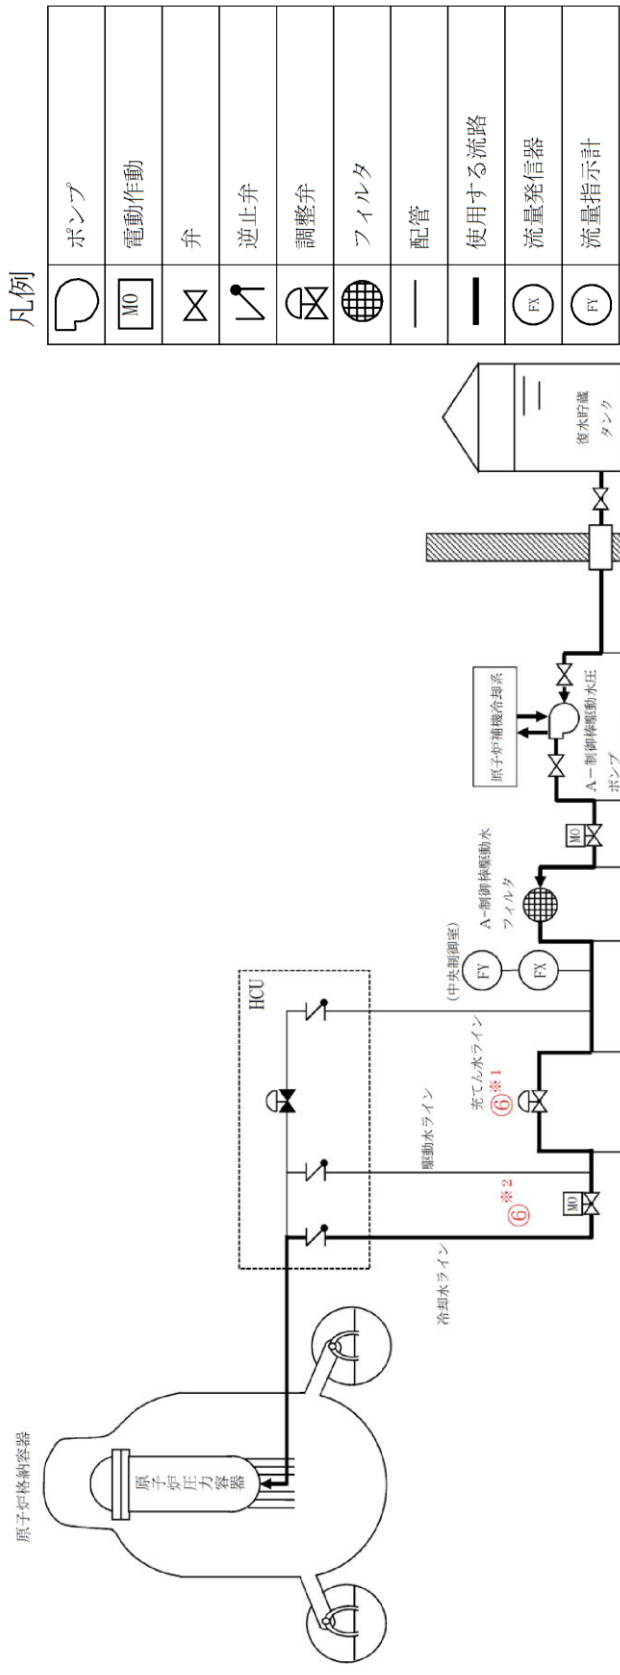 凡例
ポンプ
MO
電動作動
弁
逆止弁
調整弁
フィルタ
配管
使用する流路
FX
流量発信器
FY
流量指示計
原子炉格納容器
原子炉圧力容器
HCU
冷却水ライン
駆動水ライン
充てん水ライン
⑥※1
⑥※2
MO
(中央制御室)
FY
FX
A-制御棒駆動水
フィルタ
MO
原子炉補機冷却系
A-制御棒駆動水圧
ポンプ
復水貯蔵
タンク